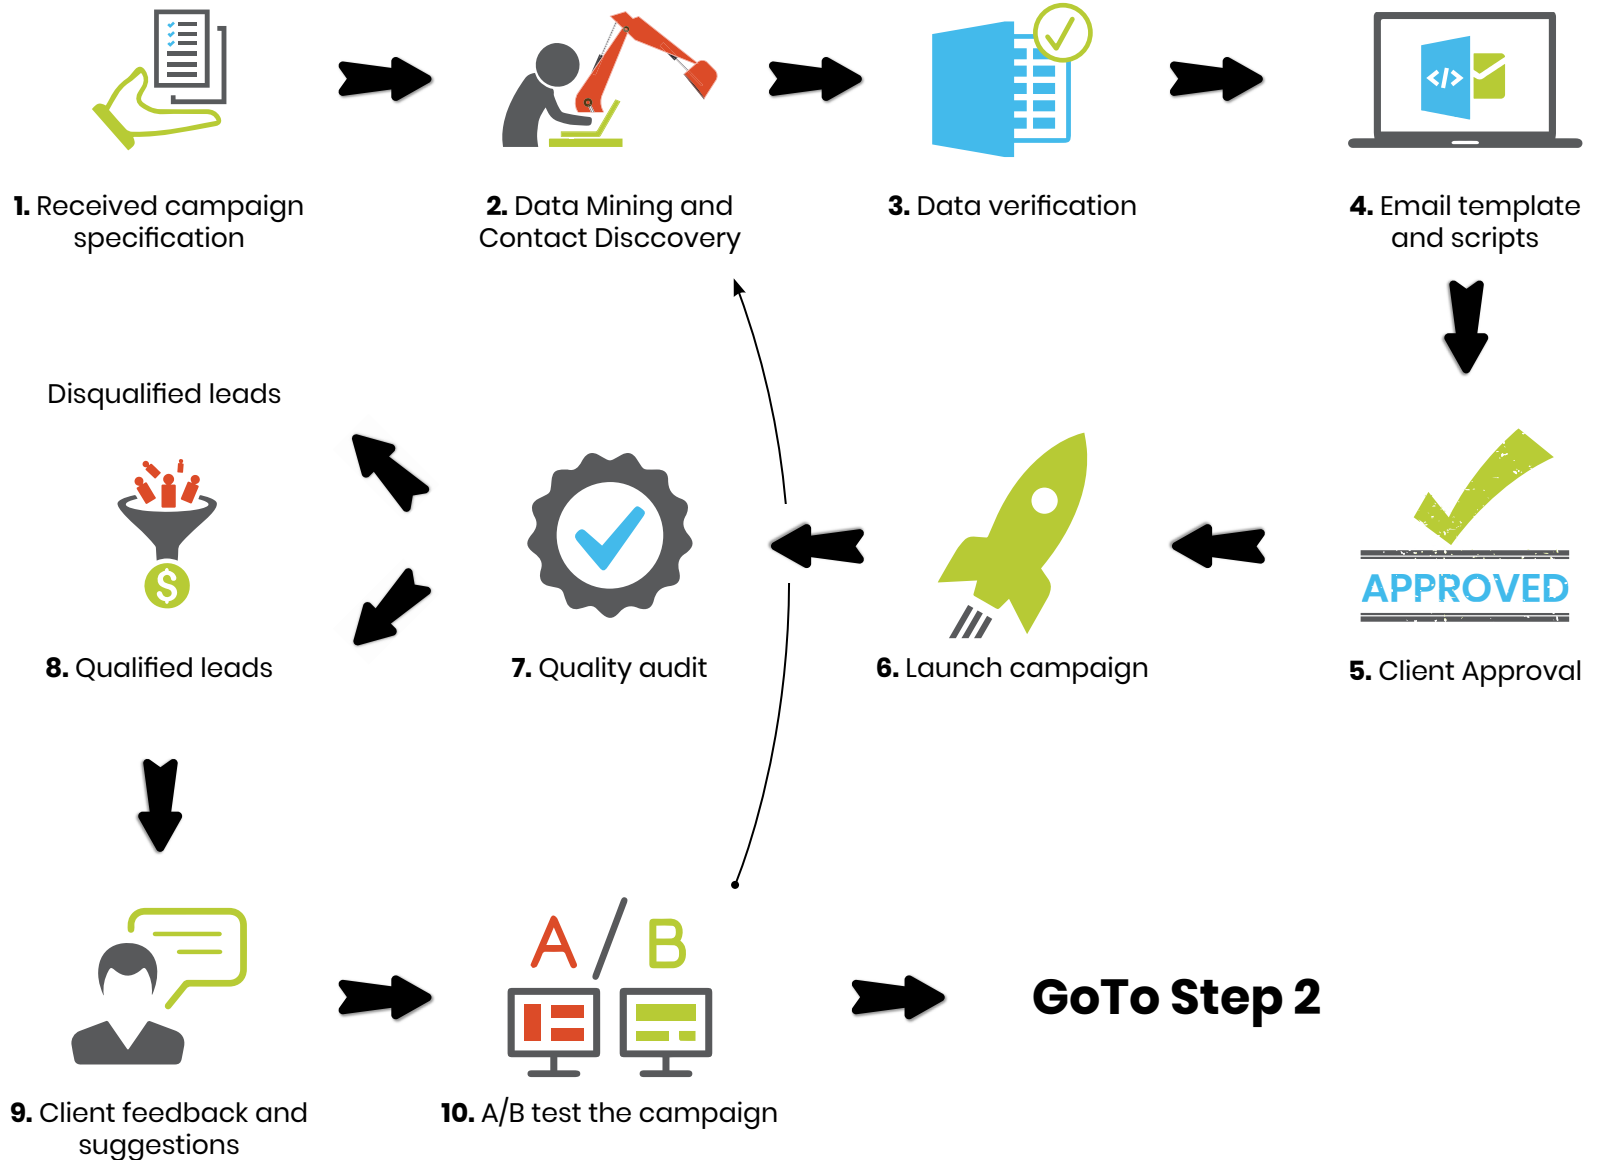 1. Received campaign
specification
2. Data Mining and
Contact Disccovery
3. Data verification
4. Email template
and scripts
</>
Disqualified leads
$
APPROVED
8. Qualified leads
7. Quality audit
6. Launch campaign
5. Client Approval
A/B
GoTo Step 2
9. Client feedback and
suggestions
10. A/B test the campaign